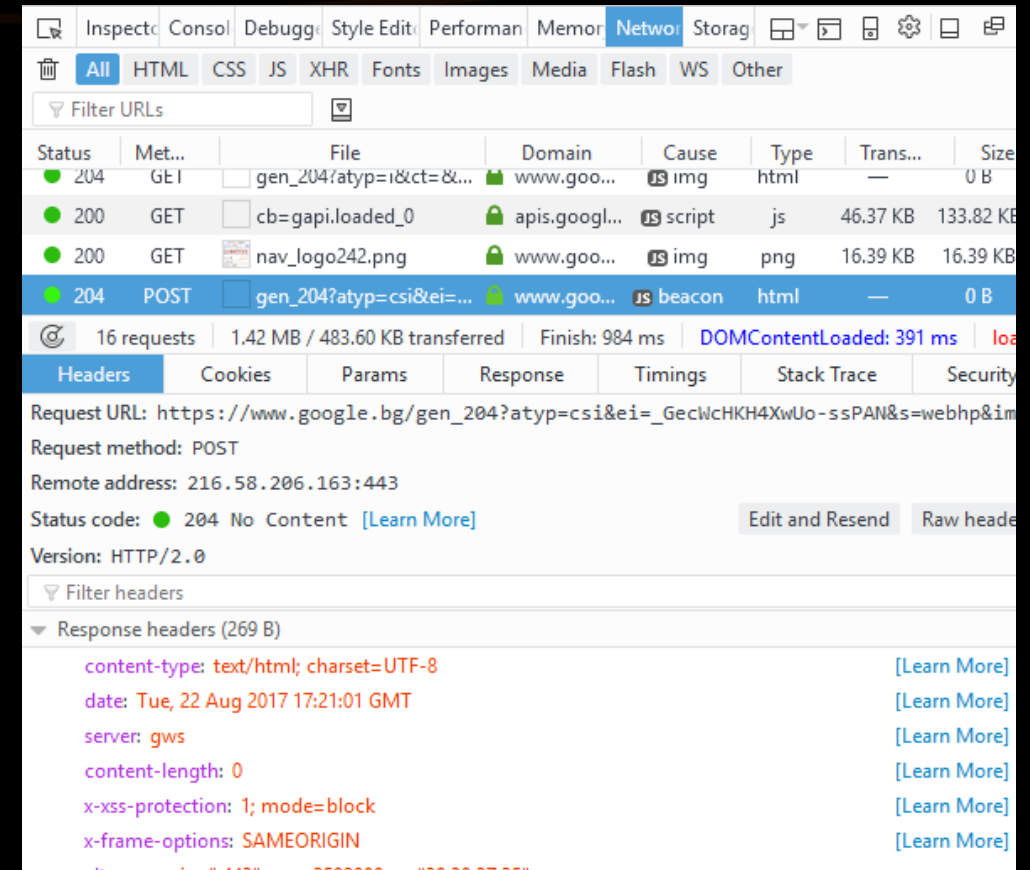 Inspecto Consol Debugge Style Edito Performan Memor Networ Storag
All HTML CSS JS XHR Fonts Images Media Flash WS Other
Filter URLs
Status Met... File Domain Cause Type Trans... Size
204 GET gen_204?atyp=i&ct=&... www.goo... JS img html — 0 B
200 GET cb=gapi.loaded_0 apis.googl... JS script js 46.37 KB 133.82 KB
200 GET nav_logo242.png www.goo... JS img png 16.39 KB 16.39 KB
204 POST gen_204?atyp=csi&ei=... www.goo... JS beacon html — 0 B
16 requests 1.42 MB / 483.60 KB transferred Finish: 984 ms DOMContentLoaded: 391 ms loa
Headers Cookies Params Response Timings Stack Trace Security
Request URL: https://www.google.bg/gen_204?atyp=csi&ei=_GecWcHKH4XwUo-ssPAN&s=webhp&im
Request method: POST
Remote address: 216.58.206.163:443
Status code: 204 No Content [Learn More] Edit and Resend Raw heade
Version: HTTP/2.0
Filter headers
Response headers (269 B)
content-type: text/html; charset=UTF-8 [Learn More]
date: Tue, 22 Aug 2017 17:21:01 GMT [Learn More]
server: gws [Learn More]
content-length: 0 [Learn More]
x-xss-protection: 1; mode=block [Learn More]
x-frame-options: SAMEORIGIN [Learn More]